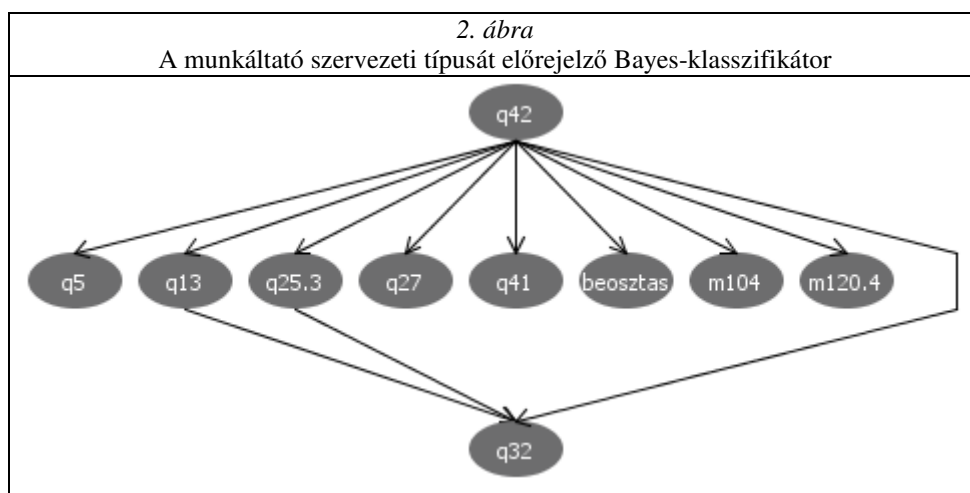 2. ábra
A munkáltató szervezeti típusát előrejelző Bayes-klasszifikátor
q42
q5 q13 q25.3 q27 q41 beosztas m104 m120.4
q32